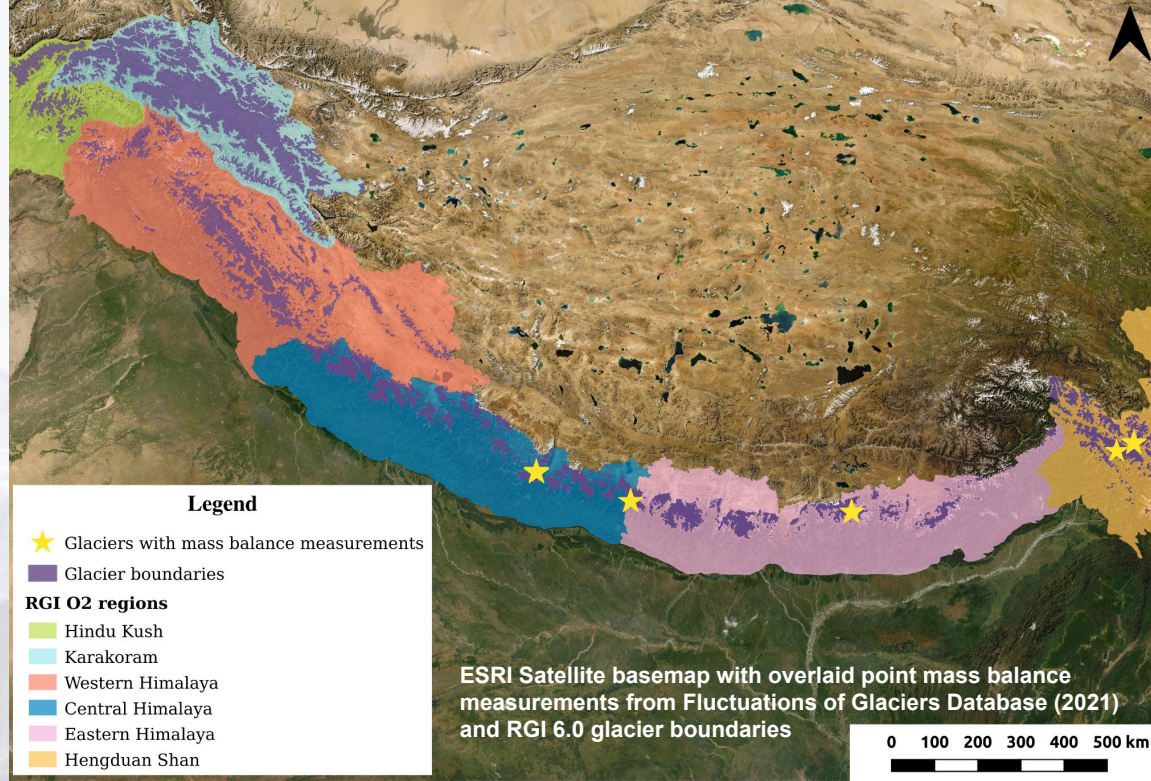 Legend
Glaciers with mass balance measurements
Glacier boundaries
RGI O2 regions
Hindu Kush
Karakoram
Western Himalaya
Central Himalaya
Eastern Himalaya
Hengduan Shan
ESRI Satellite basemap with overlaid point mass balance
measurements from Fluctuations of Glaciers Database (2021)
and RGI 6.0 glacier boundaries
0 100 200 300 400 500 km